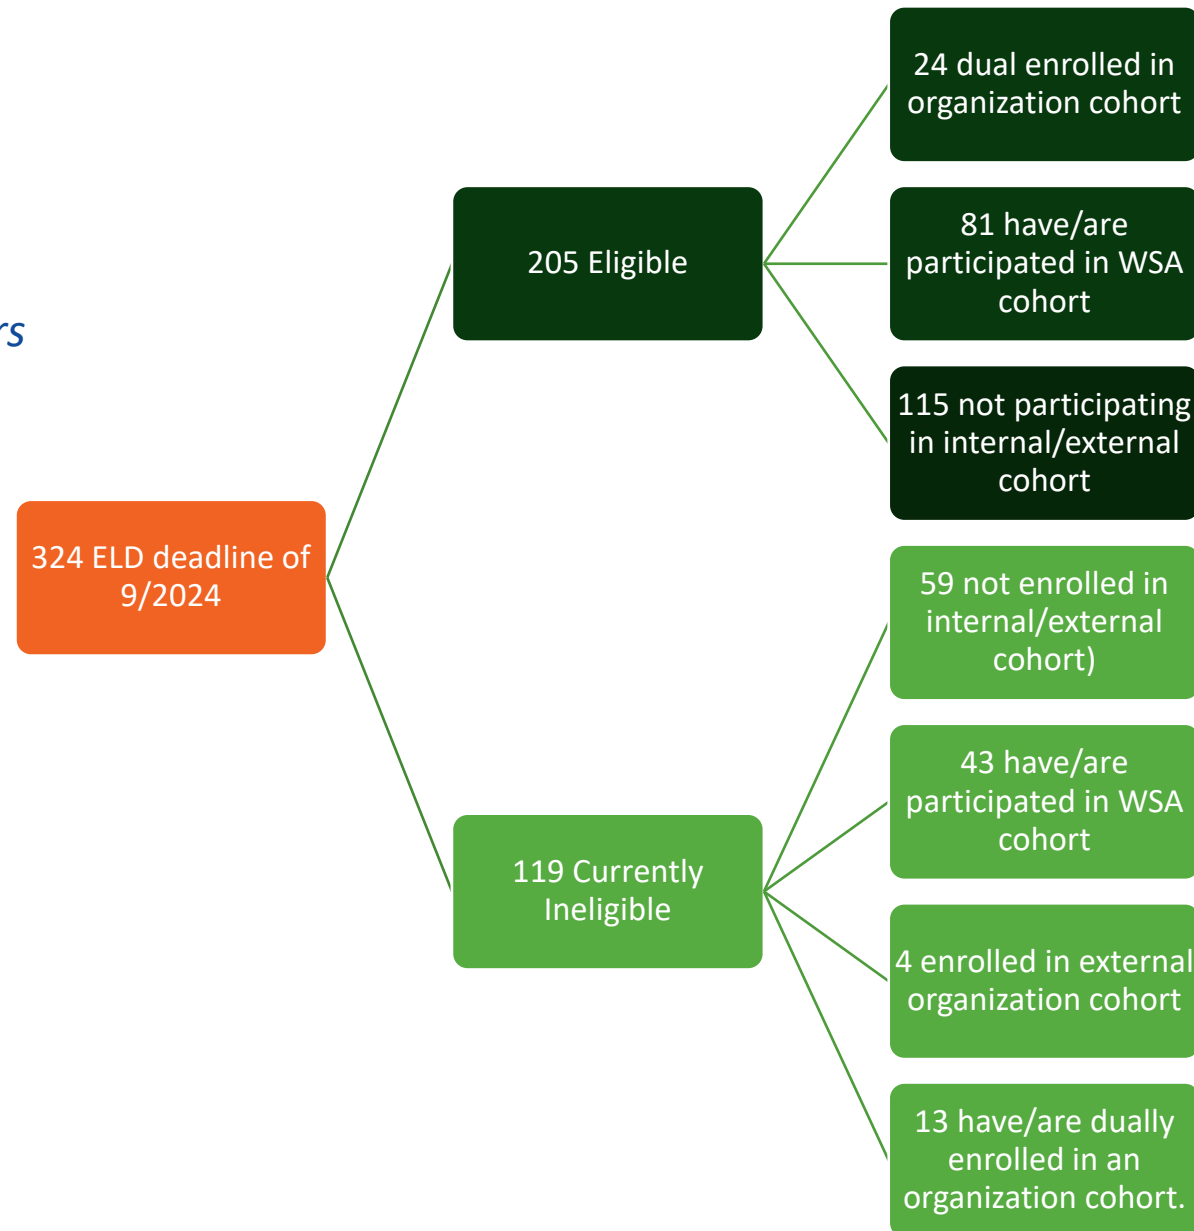 rs
324 ELD deadline of
9/2024
205 Eligible
24 dual enrolled in
organization cohort
81 have/are
participated in WSA
cohort
115 not participating
in internal/external
cohort
119 Currently
Ineligible
59 not enrolled in
internal/external
cohort)
43 have/are
participated in WSA
cohort
4 enrolled in external
organization cohort
13 have/are dually
enrolled in an
organization cohort.